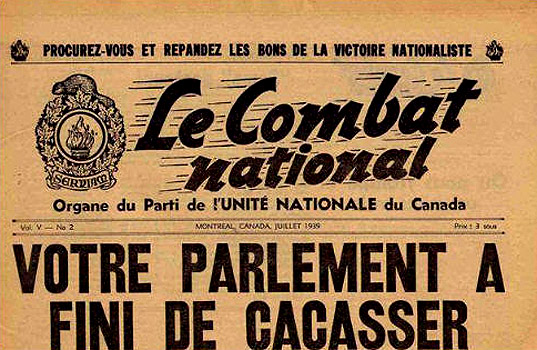 PROCUREZ-VOUS ET REPANDEZ LES BONS DE LA VICTOIRE NATIONALISTE
Le Combat
national
SERVIAM
Organe du Parti de l'UNITÉ NATIONALE du Canada
Vol. V — No 2
MONTREAL, CANADA, JUILLET 1939
Prix : 3 sous
VOTRE PARLEMENT A
FINI DE CACASSER